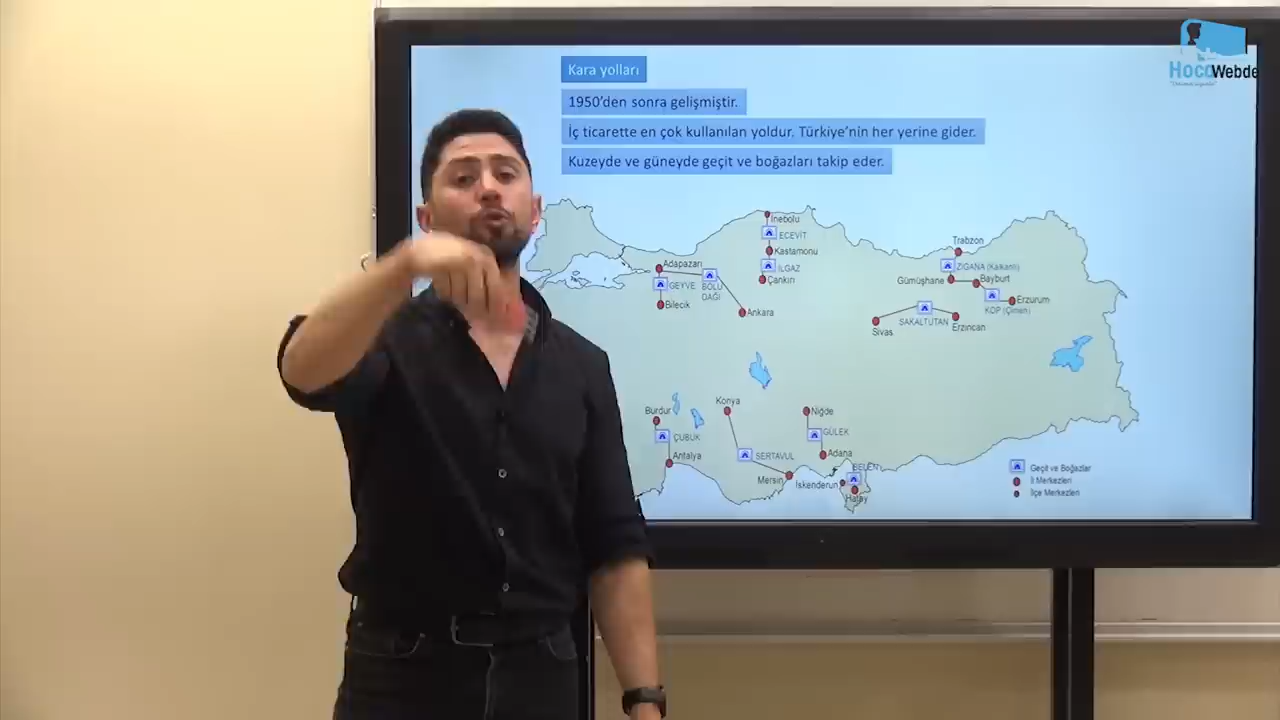 HocaWebde
Kara yolları
1950’den sonra gelişmiştir.
İç ticarette en çok kullanılan yoldur. Türkiye’nin her yerine gider.
Kuzeyde ve güneyde geçit ve boğazları takip eder.
İnebolu
ECEVİT
Kastamonu
ILGAZ
Çankırı
Adapazarı
GEYVE
Bilecik
BOLU
DAĞI
Ankara
Trabzon
ZİGANA (Kalkanlı)
Gümüşhane
Bayburt
KOP (Çimen)
Erzurum
SAKALTUTAN
Sivas
Erzincan
Burdur
ÇUBUK
Antalya
Konya
SERTAVUL
Mersin
Niğde
GÜLEK
Adana
BELEN
İskenderun
Hatay
Geçit ve Boğazlar
İl Merkezleri
İlçe Merkezleri